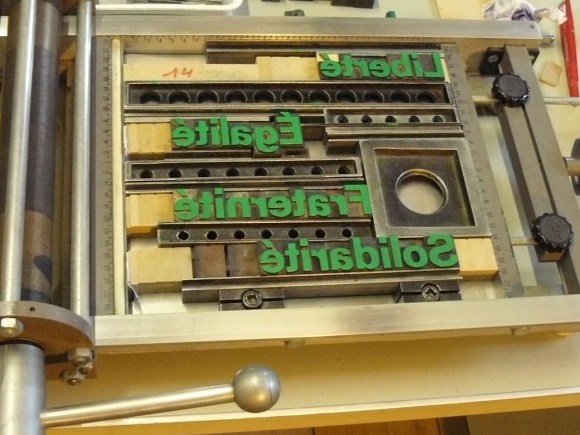 Liberté
14
Égalité
Fraternité
Solidarité